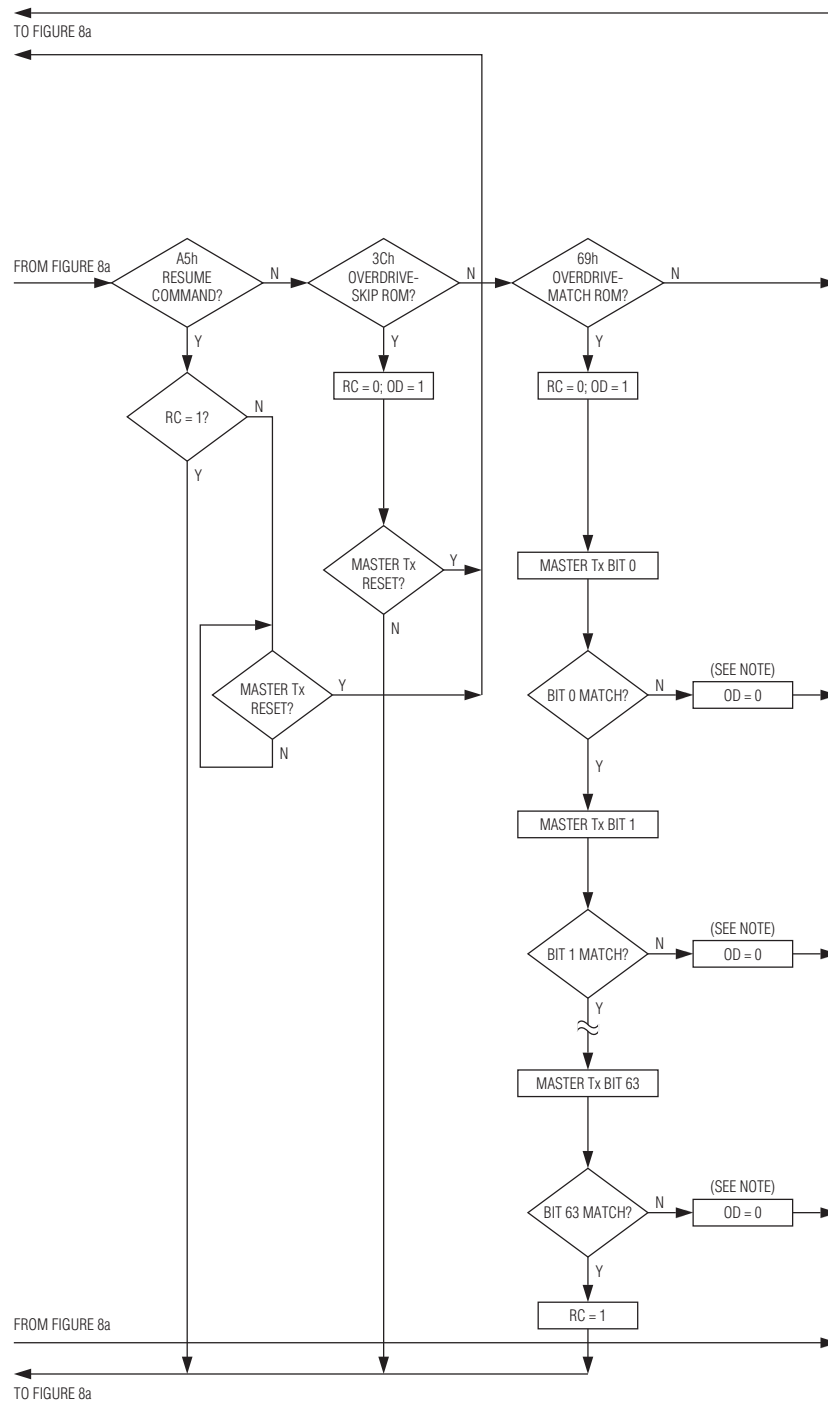 TO FIGURE 8a
FROM FIGURE 8a
A5h
RESUME
COMMAND?
N
Y
3Ch
OVERDRIVE-
SKIP ROM?
N
Y
69h
OVERDRIVE-
MATCH ROM?
N
Y
RC = 1?
N
Y
RC = 0; OD = 1
RC = 0; OD = 1
MASTER Tx
RESET?
Y
N
MASTER Tx BIT 0
MASTER Tx
RESET?
Y
N
BIT 0 MATCH?
N
Y
(SEE NOTE)
OD = 0
MASTER Tx BIT 1
BIT 1 MATCH?
N
Y
(SEE NOTE)
OD = 0
MASTER Tx BIT 63
BIT 63 MATCH?
N
Y
(SEE NOTE)
OD = 0
RC = 1
FROM FIGURE 8a
TO FIGURE 8a